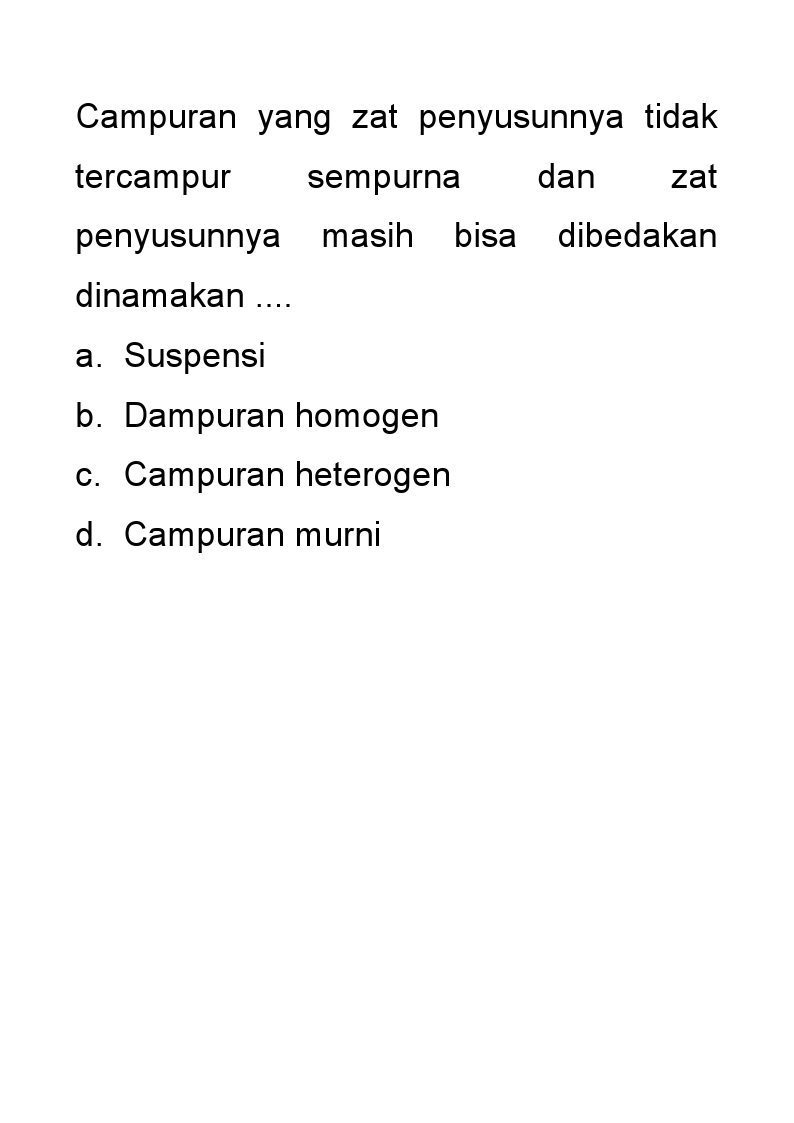 Campuran yang zat penyusunnya tidak
tercampur sempurna dan zat
penyusunnya masih bisa dibedakan
dinamakan ....
a. Suspensi
b. Dampuran homogen
c. Campuran heterogen
d. Campuran murni